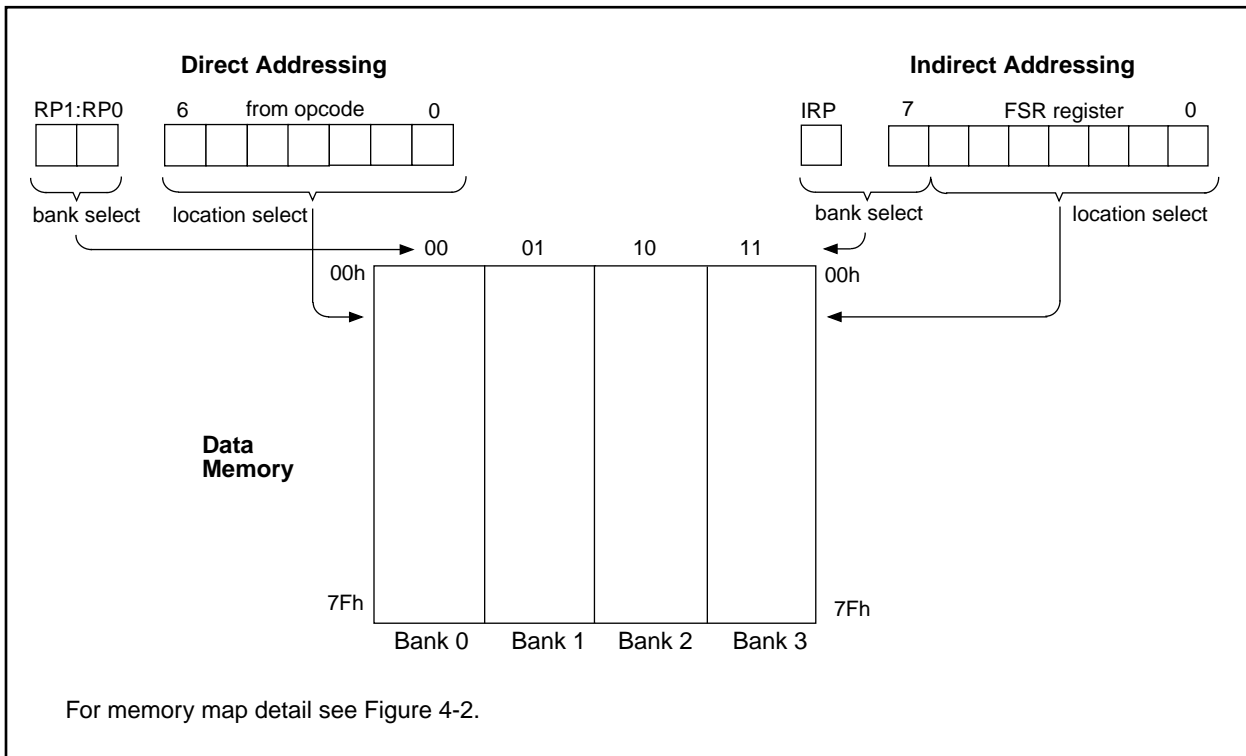 Direct Addressing
Indirect Addressing
RP1:RP0 6 from opcode 0
IRP 7 FSR register 0
bank select location select
bank select location select
00 01 10 11
00h 00h
Data
Memory
7Fh 7Fh
Bank 0 Bank 1 Bank 2 Bank 3
For memory map detail see Figure 4-2.